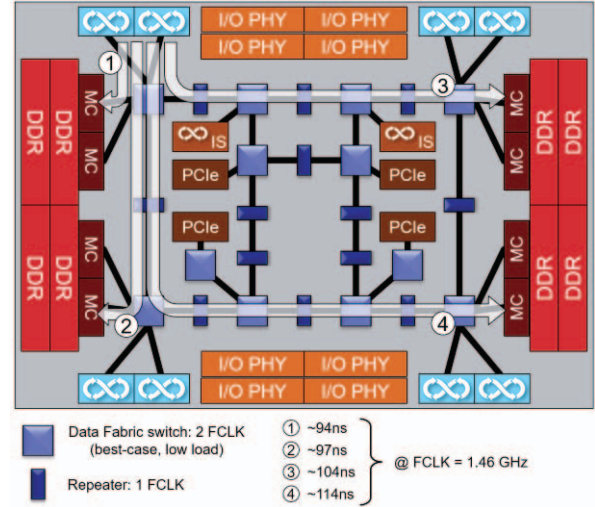 I/O PHY I/O PHY
I/O PHY I/O PHY
1
3
DDR
DDR
MC
MC
DDR
DDR
MC
MC
IS
IS
PCIe
PCIe
PCIe
PCIe
DDR
DDR
MC
MC
DDR
DDR
MC
MC
2
4
I/O PHY I/O PHY
I/O PHY I/O PHY
Data Fabric switch: 2 FCLK
(best-case, low load)
Repeater: 1 FCLK
1 ~94ns
2 ~97ns
3 ~104ns
4 ~114ns
@ FCLK = 1.46 GHz